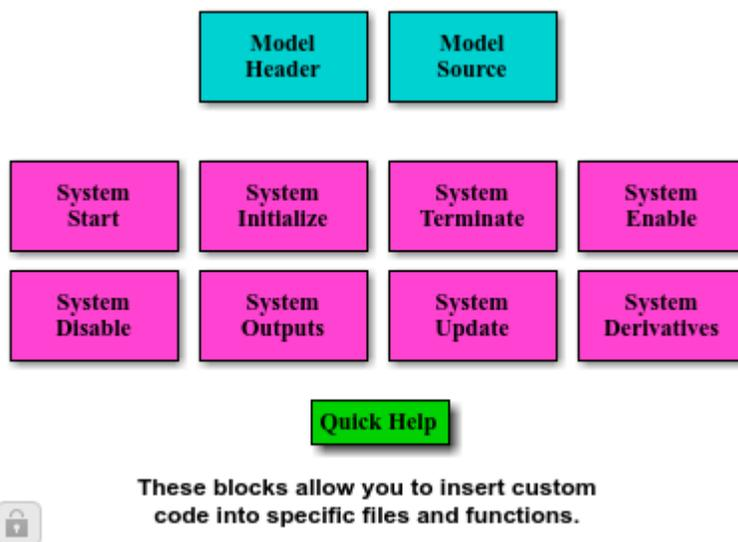 Model
Header
Model
Source
System
Start
System
Initialize
System
Terminate
System
Enable
System
Disable
System
Outputs
System
Update
System
Derivatives
Quick Help
These blocks allow you to insert custom
code into specific files and functions.